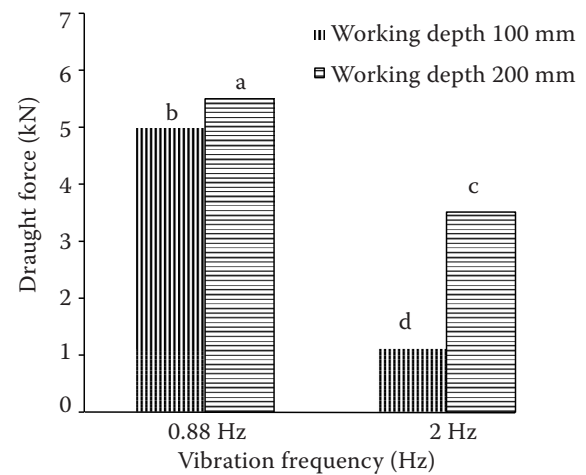 7
6
5
4
3
2
1
0
Draught force (kN)
Working depth 100 mm
Working depth 200 mm
b
a
c
d
0.88 Hz
2 Hz
Vibration frequency (Hz)